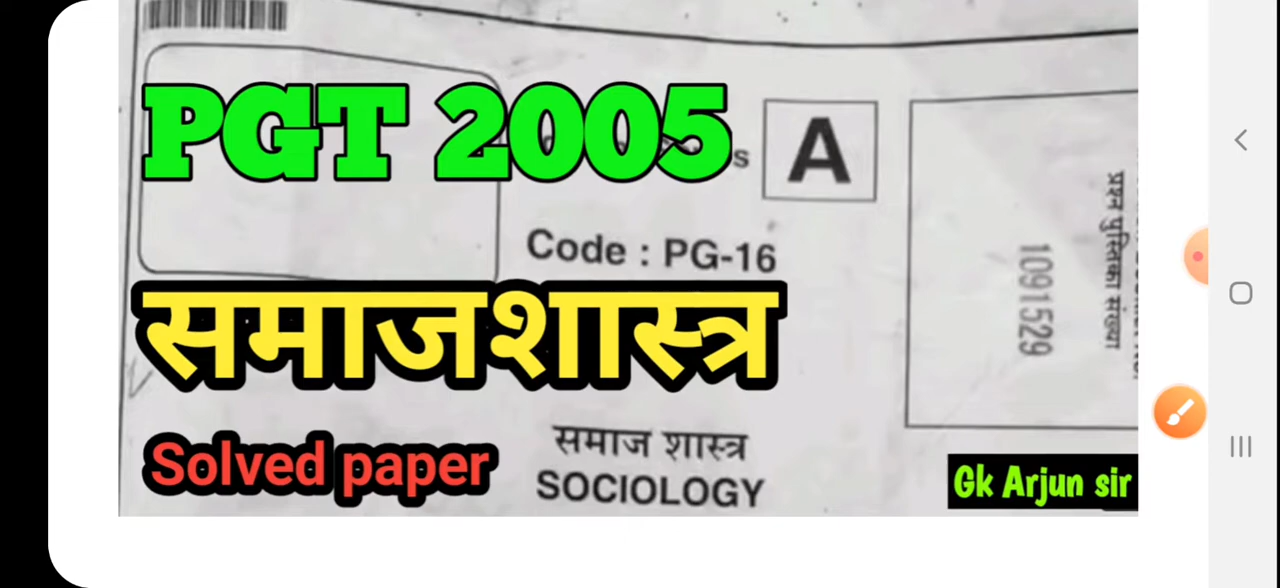 PGT 2005
A
Code : PG-16
समाजशास्त्र
Solved paper
समाज शास्त्र
SOCIOLOGY
प्रश्न पुस्तिका संख्या
1091529
Gk Arjun sir